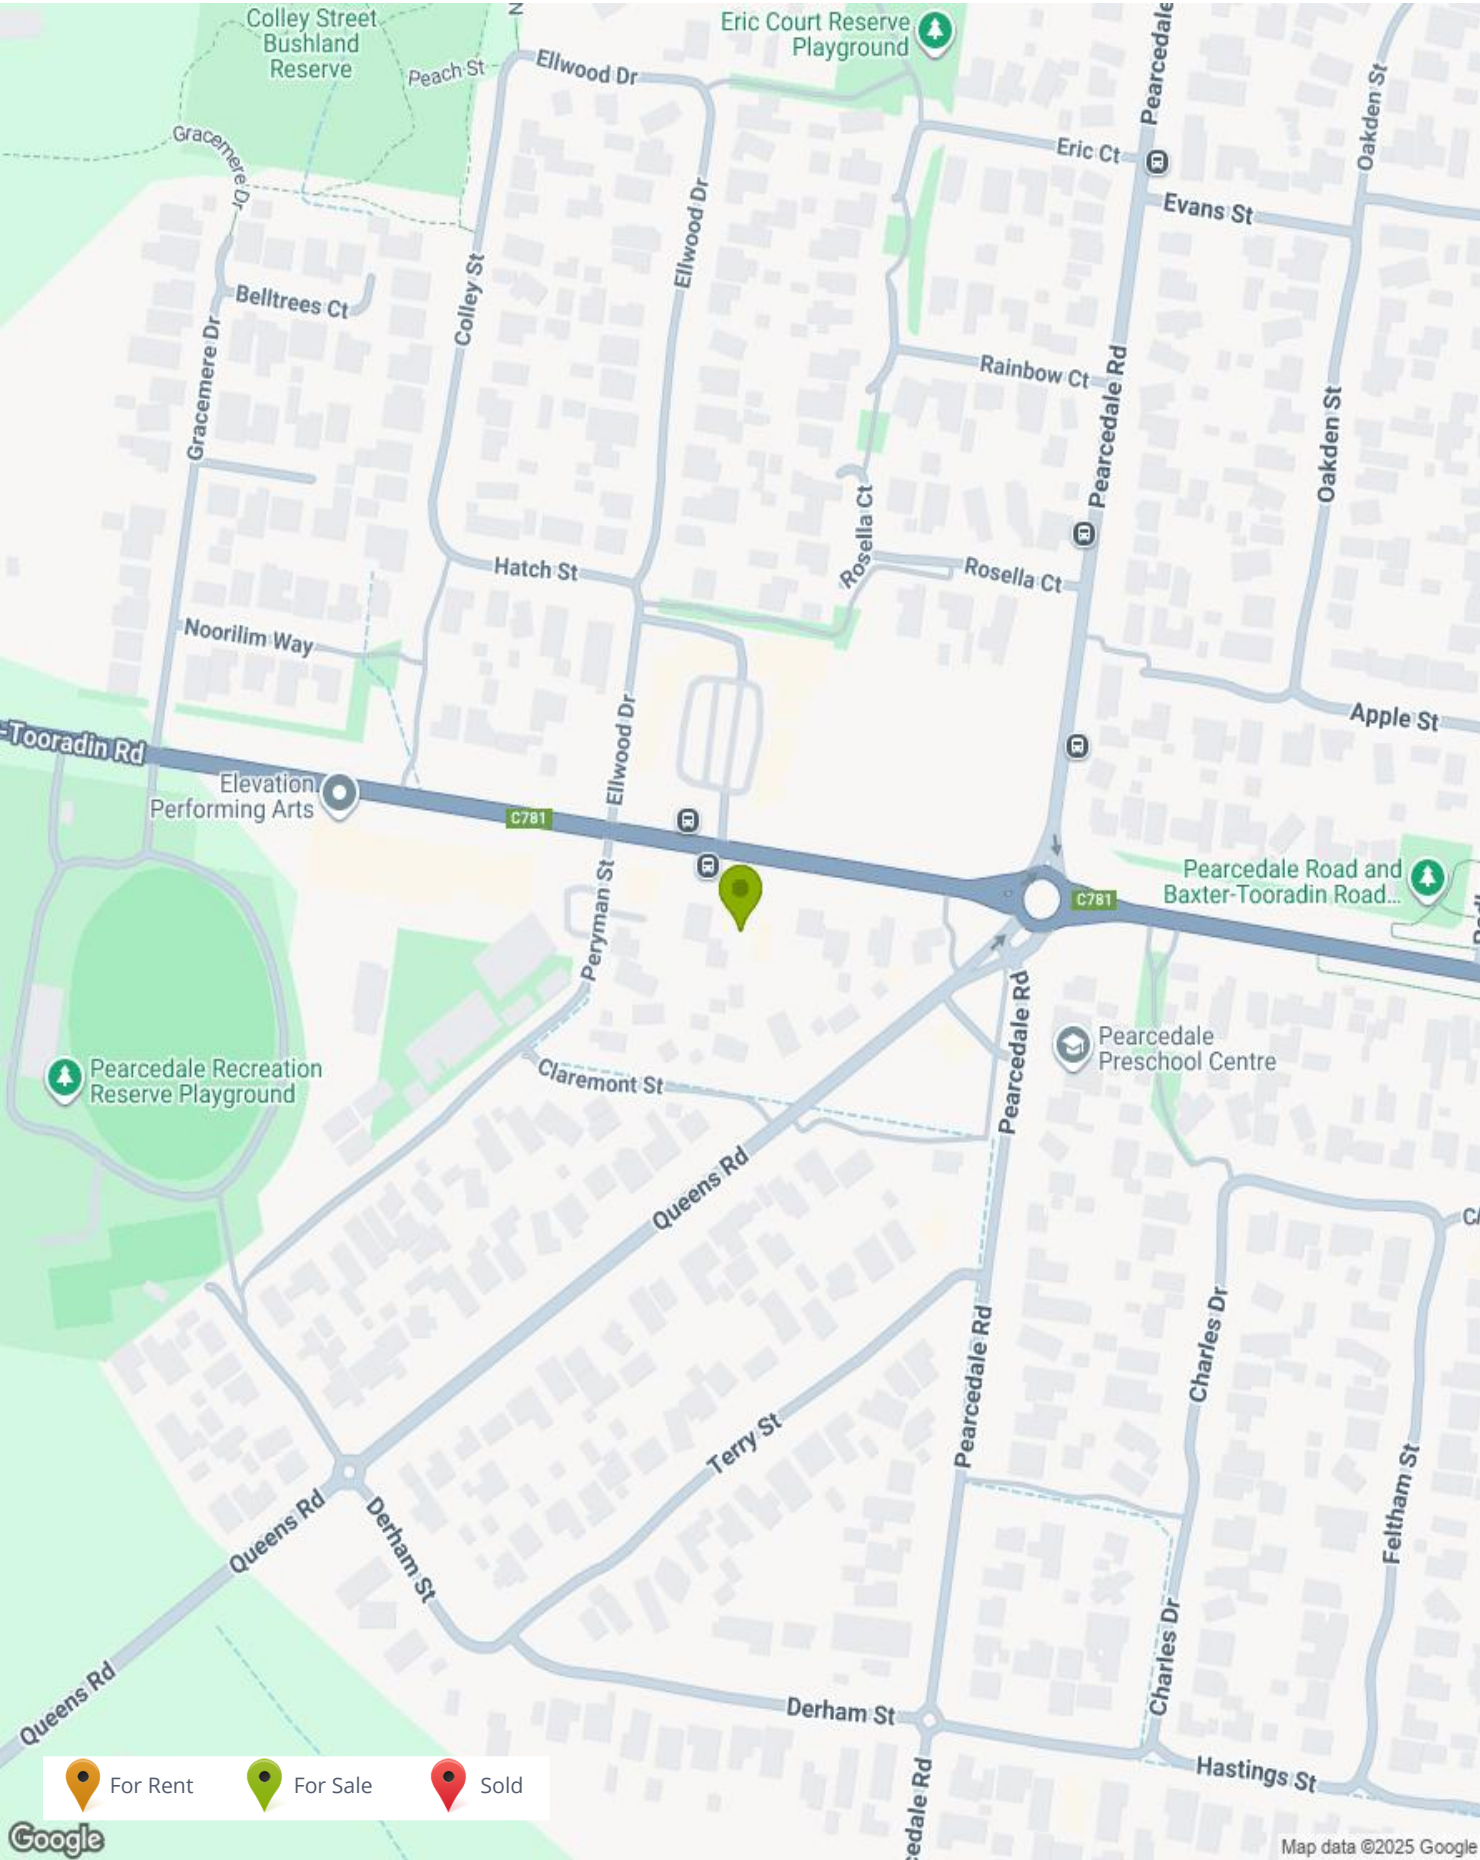 Colley Street
Bushland
Reserve
Eric Court Reserve
Playground
Pearcedale
Peach St
Ellwood Dr
Oakden St
Gracemere Dr
Eric Ct
Evans St
Ellwood Dr
Colley St
Belltrees Ct
Gracemere Dr
Rainbow Ct
Pearcedale Rd
Oakden St
Rosella Ct
Hatch St
Rosella Ct
Noorilim Way
Ellwood Dr
Apple St
-Tooradin Rd
Elevation
Performing Arts
C781
Pearcedale Road and
Baxter-Tooradin Road...
C781
Peryman St
Pearcedale Rd
Pearcedale
Preschool Centre
Claremont St
Pearcedale Recreation
Reserve Playground
Queens Rd
Charles Dr
Pearcedale Rd
Terry St
Feltham St
Queens Rd
Derham St
Charles Dr
Queens Rd
Derham St
Hastings St
cedale Rd
For Rent
For Sale
Sold
Google
Map data ©2025 Google